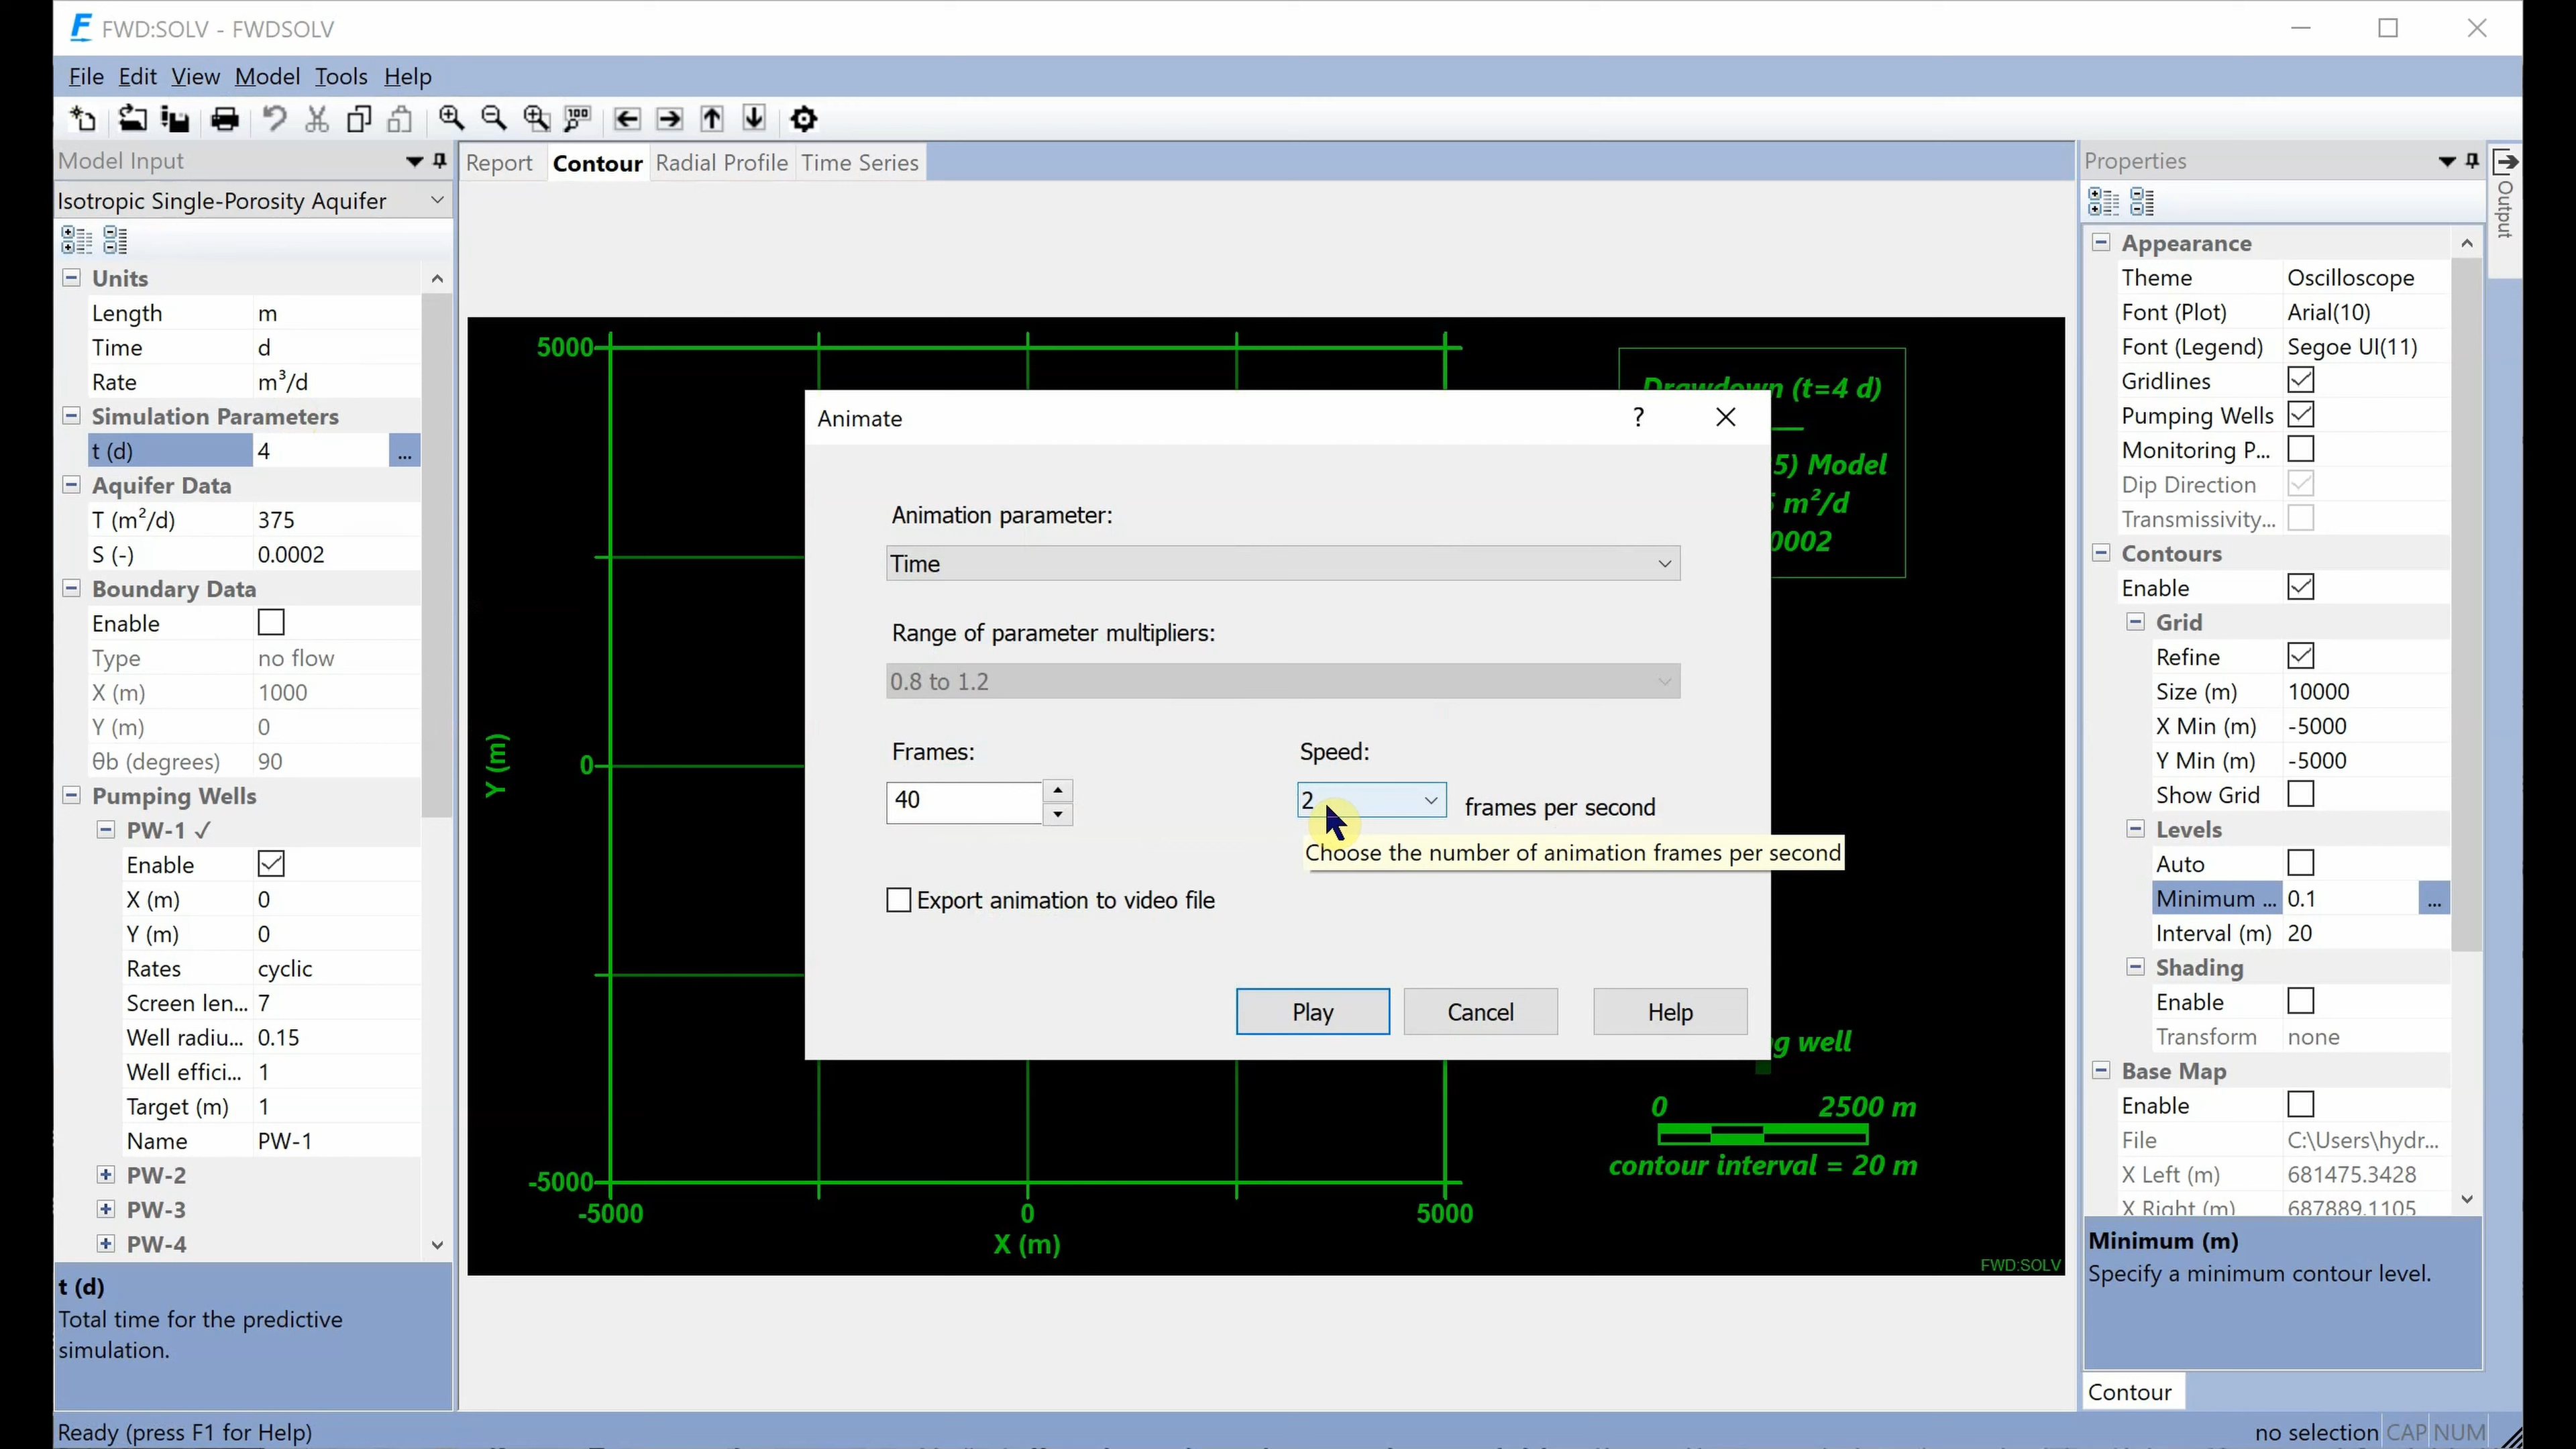 FWD:SOLV - FWDSOLV
File Edit View Model Tools Help
Model Input
Isotropic Single-Porosity Aquifer
Units
Length m
Time d
Rate m³/d
Simulation Parameters
t (d) 4 ...
Aquifer Data
T (m²/d) 375
S (-) 0.0002
Boundary Data
Enable
Type no flow
X (m) 1000
Y (m) 0
θb (degrees) 90
Pumping Wells
PW-1 ✓
Enable
X (m) 0
Y (m) 0
Rates cyclic
Screen len... 7
Well radiu... 0.15
Well effici... 1
Target (m) 1
Name PW-1
PW-2
PW-3
PW-4
t (d)
Total time for the predictive
simulation.
Report Contour Radial Profile Time Series
5000
0
-5000
Y (m)
-5000 0 5000
X (m)
Drawdown (t=4 d)
5) Model
m²/d
0002
well
0 2500 m
contour interval = 20 m
FWD:SOLV
Animate
?
Animation parameter:
Time
Range of parameter multipliers:
0.8 to 1.2
Frames: Speed:
40 2 frames per second
Choose the number of animation frames per second
Export animation to video file
Play Cancel Help
Properties
Output
Appearance
Theme Oscilloscope
Font (Plot) Arial(10)
Font (Legend) Segoe UI(11)
Gridlines
Pumping Wells
Monitoring P...
Dip Direction
Transmissivity...
Contours
Enable
Grid
Refine
Size (m) 10000
X Min (m) -5000
Y Min (m) -5000
Show Grid
Levels
Auto
Minimum ... 0.1 ...
Interval (m) 20
Shading
Enable
Transform none
Base Map
Enable
File C:\Users\hydr...
X Left (m) 681475.3428
X Right (m) 687889.1105
Minimum (m)
Specify a minimum contour level.
Contour
Ready (press F1 for Help) no selection CAP NUM